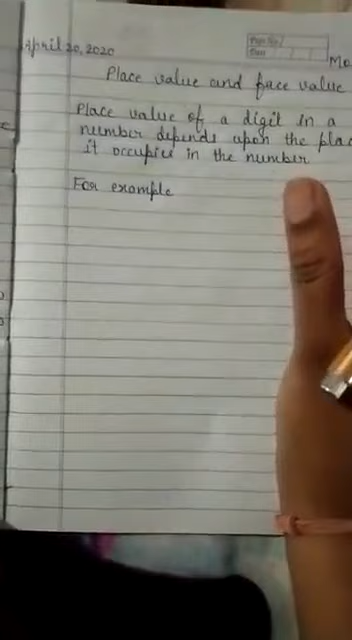 April 20, 2020
Place value and face value
Place value of a digit in a
number depends upon the plac
it occupies in the number
For example